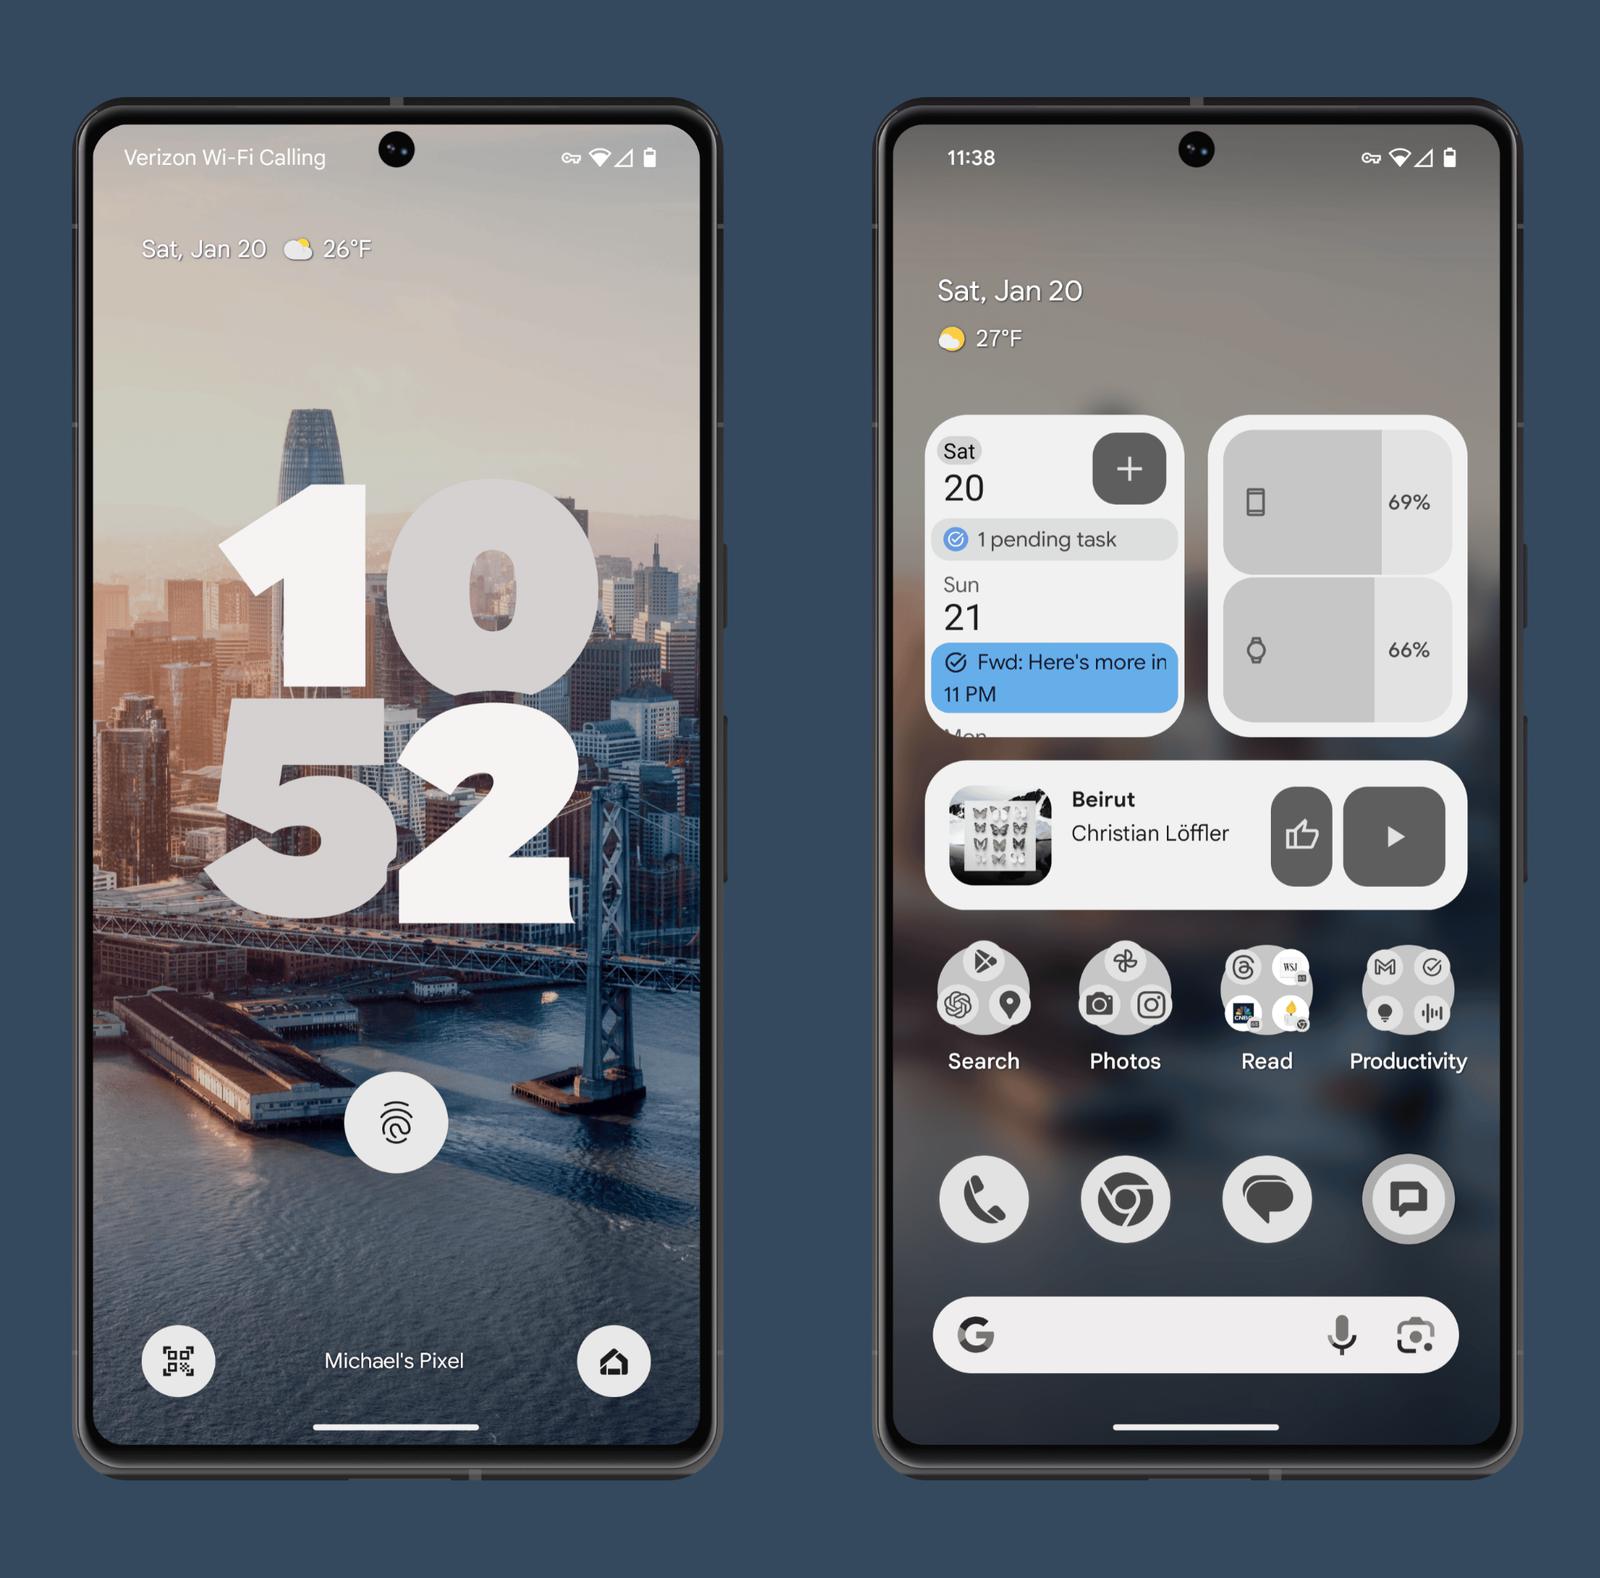 Verizon Wi-Fi Calling
Sat, Jan 20 26°F
10
52
Michael's Pixel
11:38
Sat, Jan 20
27°F
Sat
20
1 pending task
Sun
21
Fwd: Here's more in
11 PM
Mon
69%
66%
Beirut
Christian Löffler
WSJ
CNBC
Search
Photos
Read
Productivity